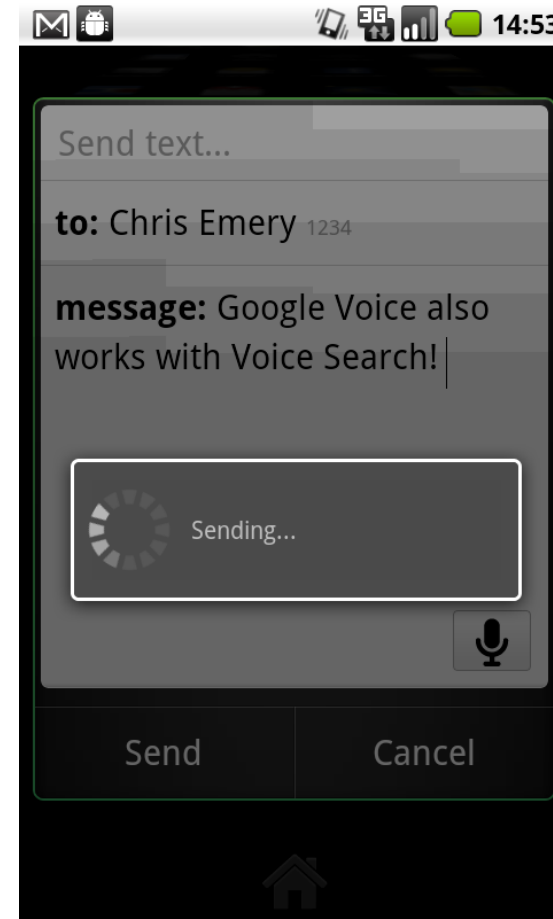 14:53
Send text...
to: Chris Emery 1234
message: Google Voice also
works with Voice Search!
Sending...
Send Cancel